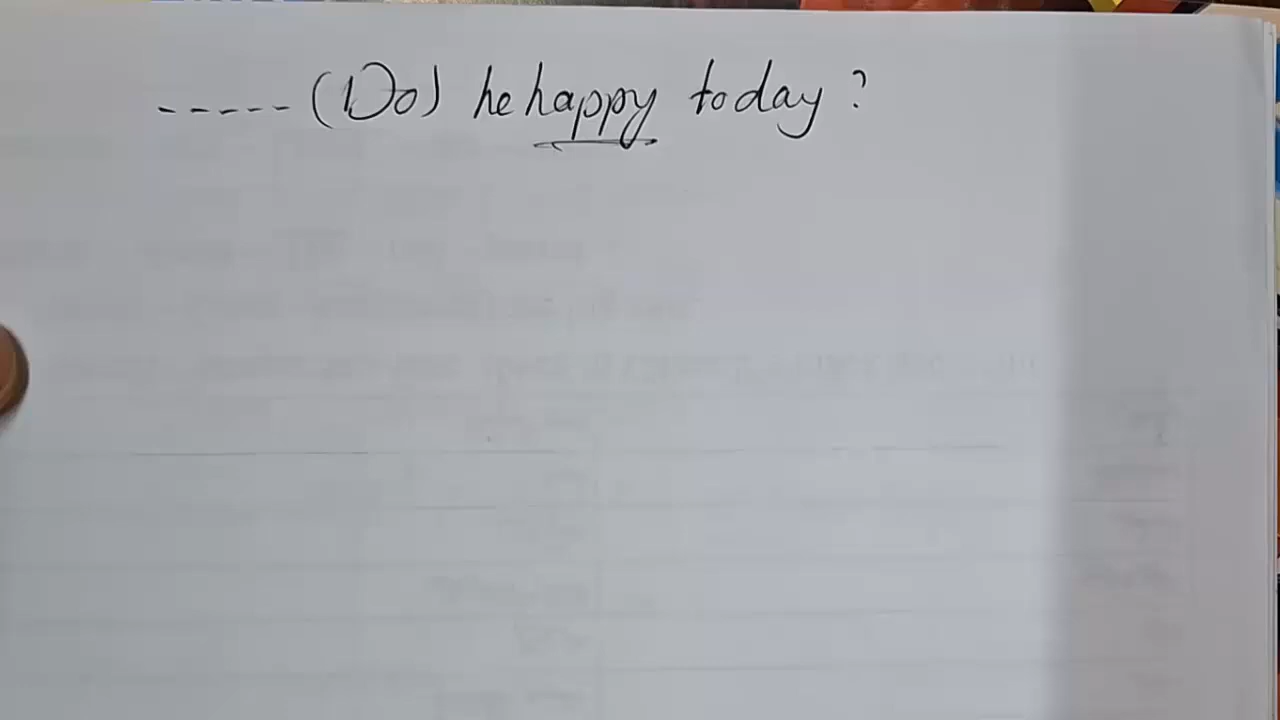 ----- (Do) he happy today ?